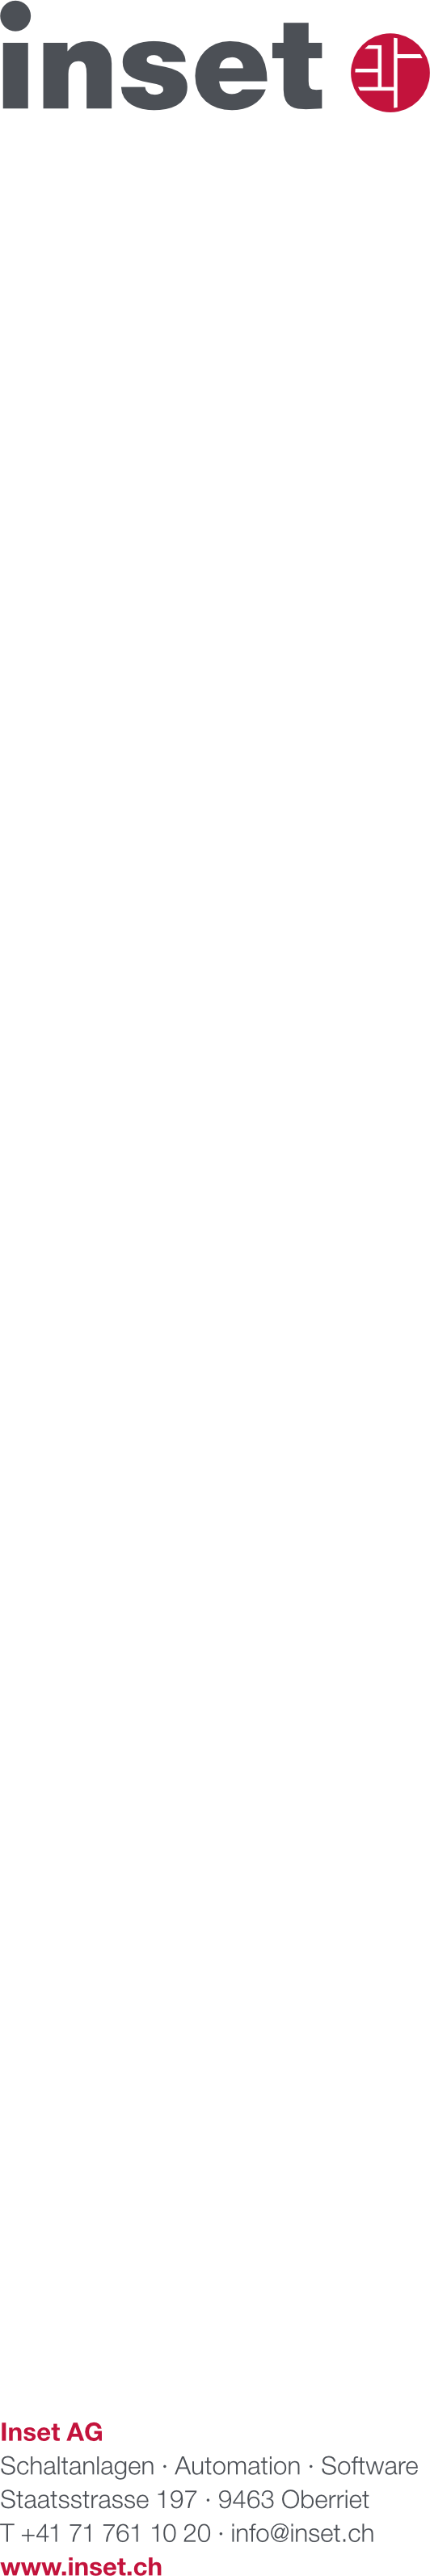 inset
Inset AG
Schaltanlagen · Automation · Software
Staatsstrasse 197 · 9463 Oberriet
T +41 71 761 10 20 · info@inset.ch
www.inset.ch